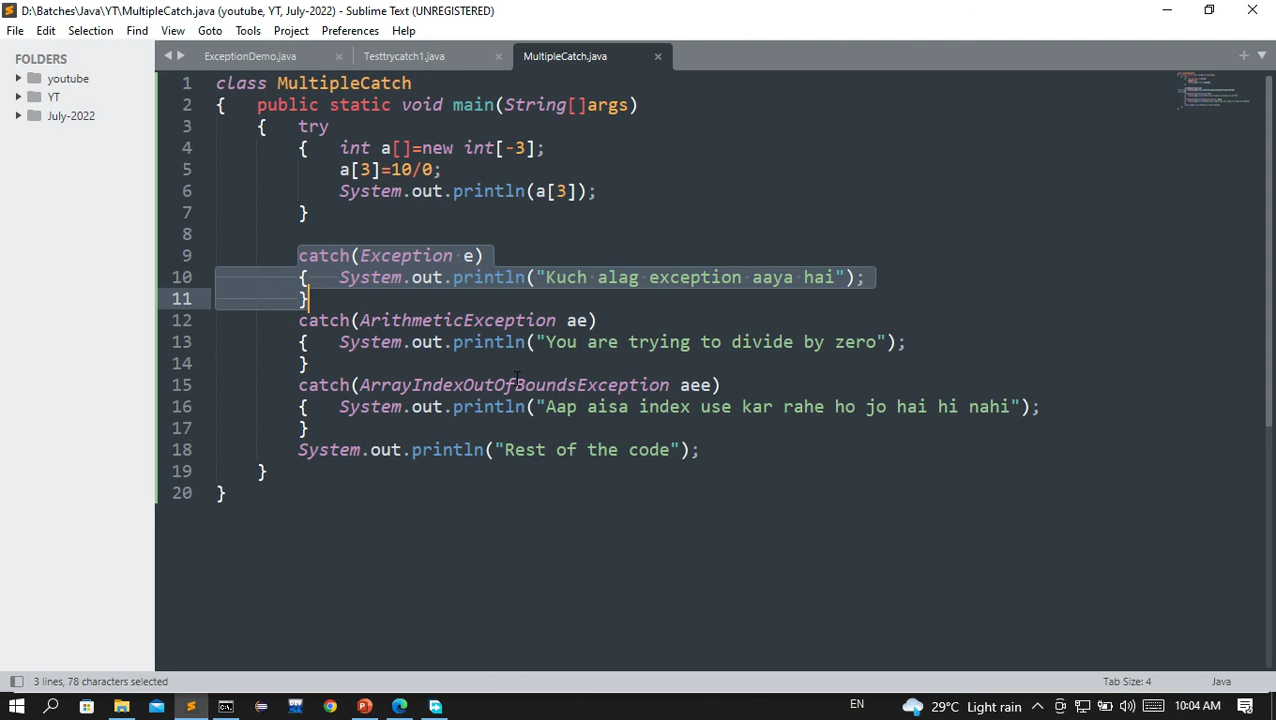 D:\Batches\Java\YT\MultipleCatch.java (youtube, YT, July-2022) - Sublime Text (UNREGISTERED)
File Edit Selection Find View Goto Tools Project Preferences Help
FOLDERS
youtube
YT
July-2022
ExceptionDemo.java Testtrycatch1.java MultipleCatch.java
1 class MultipleCatch
2 { public static void main(String[]args)
3 { try
4 { int a[]=new int[-3];
5 a[3]=10/0;
6 System.out.println(a[3]);
7 }
8
9 catch(Exception e)
10 { System.out.println("Kuch alag exception aaya hai");
11 }
12 catch(ArithmeticException ae)
13 { System.out.println("You are trying to divide by zero");
14 }
15 catch(ArrayIndexOutOfBoundsException aee)
16 { System.out.println("Aap aisa index use kar rahe ho jo hai hi nahi");
17 }
18 System.out.println("Rest of the code");
19 }
20 }
3 lines, 78 characters selected Tab Size: 4 Java
EN 29°C Light rain 10:04 AM